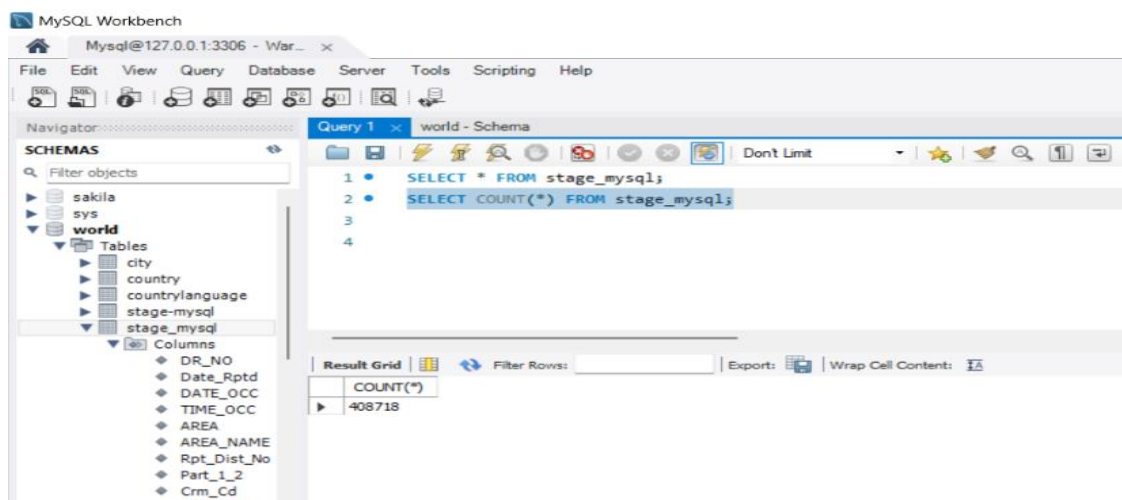 MySQL Workbench
Mysql@127.0.0.1:3306 - War... ×
File Edit View Query Database Server Tools Scripting Help
Navigator
Query 1 × world - Schema
SCHEMAS
Don't Limit
Filter objects
1 SELECT * FROM stage_mysql;
2 SELECT COUNT(*) FROM stage_mysql;
3
4
sakila
sys
world
Tables
city
country
countrylanguage
stage-mysql
stage_mysql
Columns
DR_NO
Date_Rptd
DATE_OCC
TIME_OCC
AREA
AREA_NAME
Rpt_Dist_No
Part_1_2
Crm_Cd
Result Grid Filter Rows: Export: Wrap Cell Content:
COUNT(*)
408718